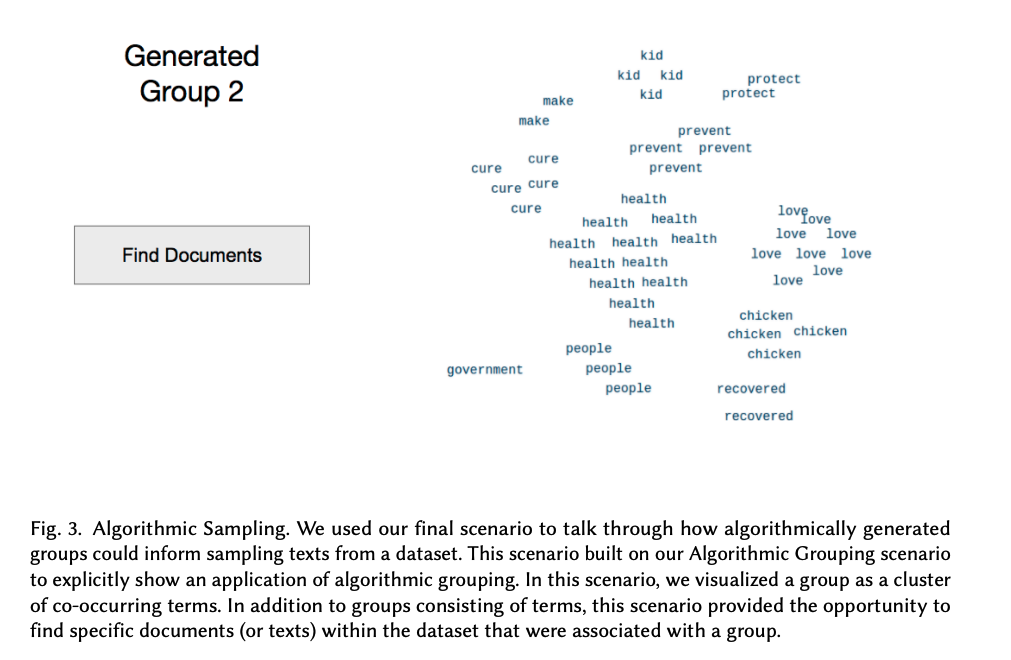 Generated
Group 2
Find Documents
kid
kid kid
kid
protect
protect
make
make
prevent
prevent prevent
prevent
cure
cure
cure cure
cure
health
health health
health health health
health health
health health
health
health
love
love
love love
love love love
love
love
chicken
chicken chicken
chicken
people
people
people
government
recovered
recovered
Fig. 3. Algorithmic Sampling. We used our final scenario to talk through how algorithmically generated
groups could inform sampling texts from a dataset. This scenario built on our Algorithmic Grouping scenario
to explicitly show an application of algorithmic grouping. In this scenario, we visualized a group as a cluster
of co-occurring terms. In addition to groups consisting of terms, this scenario provided the opportunity to
find specific documents (or texts) within the dataset that were associated with a group.